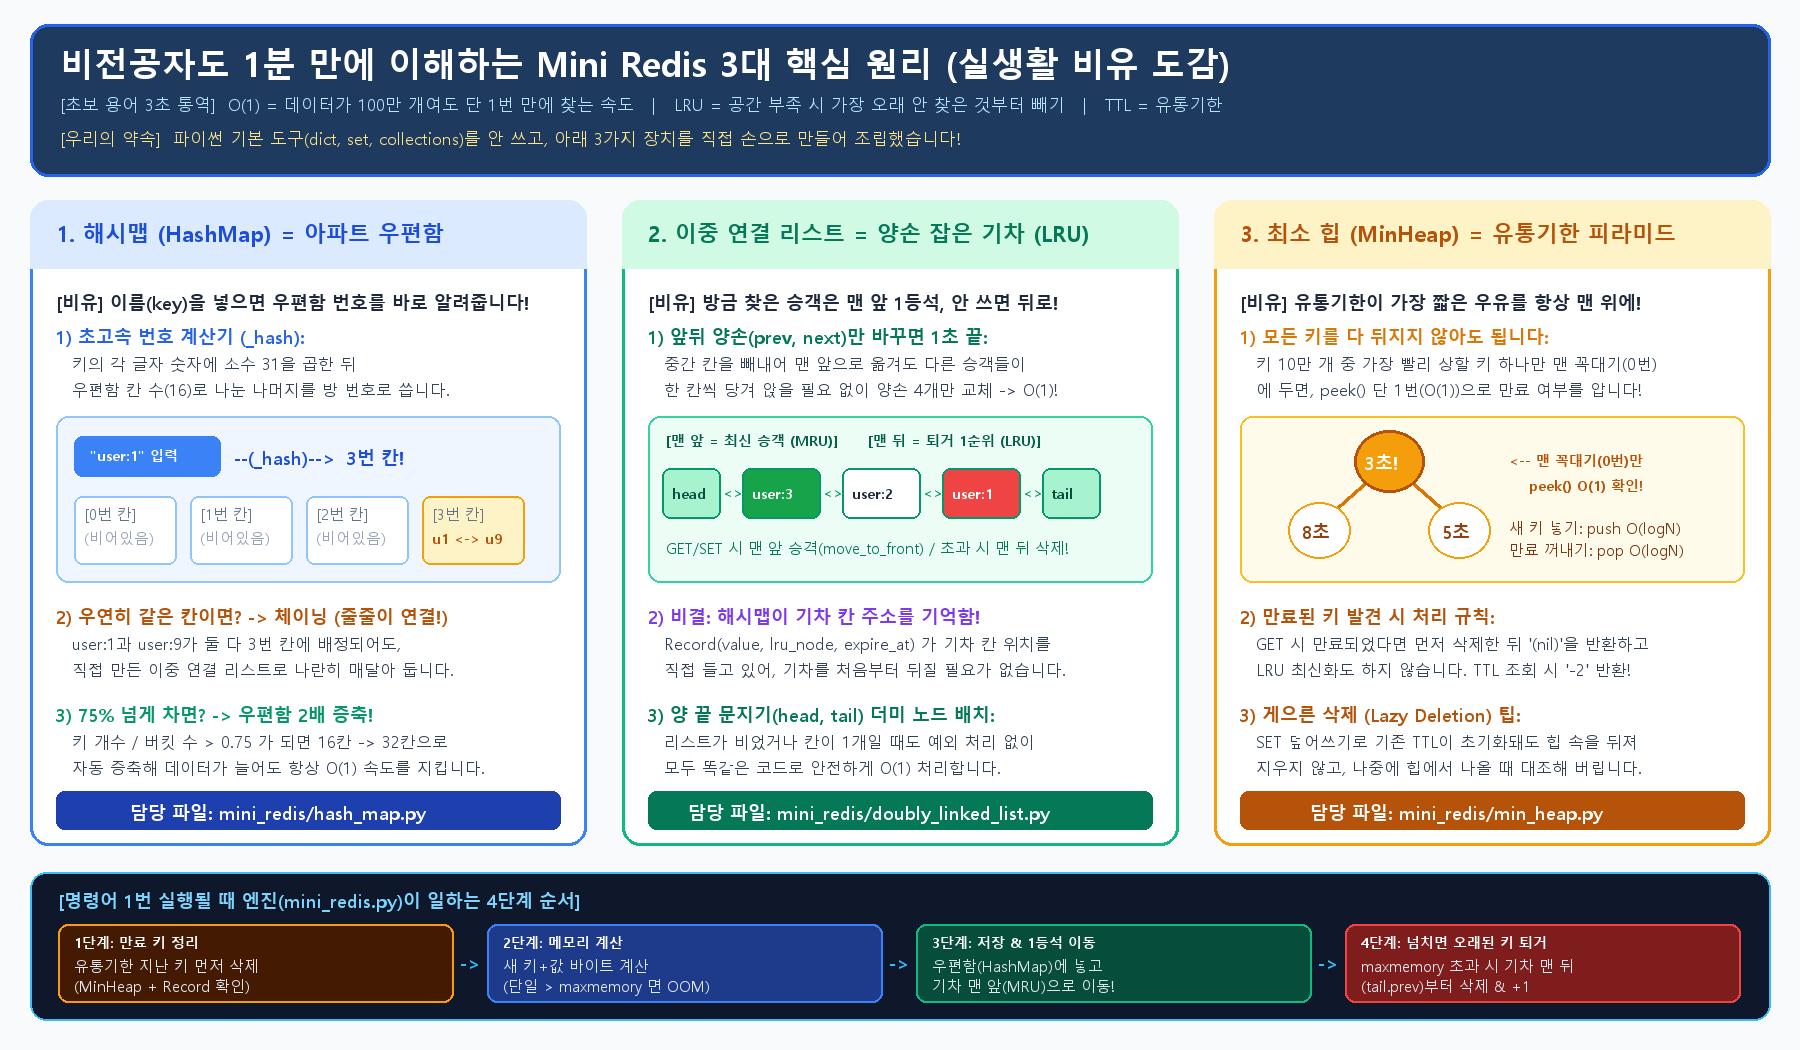 비전공자도 1분 만에 이해하는 Mini Redis 3대 핵심 원리 (실생활 비유 도감)
[초보 용어 3초 통역]  O(1) = 데이터가 100만 개여도 단 1번 만에 찾는 속도  |  LRU = 공간 부족 시 가장 오래 안 찾은 것부터 빼기  |  TTL = 유통기한
[우리의 약속]  파이썬 기본 도구(dict, set, collections)를 안 쓰고, 아래 3가지 장치를 직접 손으로 만들어 조립했습니다!
1. 해시맵 (HashMap) = 아파트 우편함
[비유] 이름(key)을 넣으면 우편함 번호를 바로 알려줍니다!
1) 초고속 번호 계산기 (_hash):
키의 각 글자 숫자에 소수 31을 곱한 뒤
우편함 칸 수(16)로 나눈 나머지를 방 번호로 씁니다.
"user:1" 입력
--(_hash)--> 3번 칸!
[0번 칸]
(비어있음)
[1번 칸]
(비어있음)
[2번 칸]
(비어있음)
[3번 칸]
u1 <-> u9
2) 우연히 같은 칸이면? -> 체이닝 (줄줄이 연결!)
user:1과 user:9가 둘 다 3번 칸에 배정되어도,
직접 만든 이중 연결 리스트로 나란히 매달아 둡니다.
3) 75% 넘게 차면? -> 우편함 2배 증축!
키 개수 / 버킷 수 > 0.75 가 되면 16칸 -> 32칸으로
자동 증축해 데이터가 늘어도 항상 O(1) 속도를 지킵니다.
담당 파일: mini_redis/hash_map.py
2. 이중 연결 리스트 = 양손 잡은 기차 (LRU)
[비유] 방금 찾은 승객은 맨 앞 1등석, 안 쓰면 뒤로!
1) 앞뒤 양손(prev, next)만 바꾸면 1초 끝:
중간 칸을 빼내어 맨 앞으로 옮겨도 다른 승객들이
한 칸씩 당겨 앉을 필요 없이 양손 4개만 교체 -> O(1)!
[맨 앞 = 최신 승객 (MRU)]  [맨 뒤 = 퇴거 1순위 (LRU)]
head <> user:3 <> user:2 <> user:1 <> tail
GET/SET 시 맨 앞 승격(move_to_front) / 초과 시 맨 뒤 삭제!
2) 비결: 해시맵이 기차 칸 주소를 기억함!
Record(value, lru_node, expire_at) 가 기차 칸 위치를
직접 들고 있어, 기차를 처음부터 뒤질 필요가 없습니다.
3) 양 끝 문지기(head, tail) 더미 노드 배치:
리스트가 비었거나 칸이 1개일 때도 예외 처리 없이
모두 똑같은 코드로 안전하게 O(1) 처리합니다.
담당 파일: mini_redis/doubly_linked_list.py
3. 최소 힙 (MinHeap) = 유통기한 피라미드
[비유] 유통기한이 가장 짧은 우유를 항상 맨 위에!
1) 모든 키를 다 뒤지지 않아도 됩니다:
키 10만 개 중 가장 빨리 상할 키 하나만 맨 꼭대기(0번)
에 두면, peek() 단 1번(O(1))으로 만료 여부를 압니다!
3초!
8초
5초
<-- 맨 꼭대기(0번)만
peek() O(1) 확인!
새 키 넣기: push O(logN)
만료 꺼내기: pop O(logN)
2) 만료된 키 발견 시 처리 규칙:
GET 시 만료되었다면 먼저 삭제한 뒤 '(nil)'을 반환하고
LRU 최신화도 하지 않습니다. TTL 조회 시 '-2' 반환!
3) 게으른 삭제 (Lazy Deletion) 팁:
SET 덮어쓰기로 기존 TTL이 초기화돼도 힙 속을 뒤져
지우지 않고, 나중에 힙에서 나올 때 대조해 버립니다.
담당 파일: mini_redis/min_heap.py
[명령어 1번 실행될 때 엔진(mini_redis.py)이 일하는 4단계 순서]
1단계: 만료 키 정리
유통기한 지난 키 먼저 삭제
(MinHeap + Record 확인)
->
2단계: 메모리 계산
새 키+값 바이트 계산
(단일 > maxmemory 면 OOM)
->
3단계: 저장 & 1등석 이동
우편함(HashMap)에 넣고
기차 맨 앞(MRU)으로 이동!
->
4단계: 넘치면 오래된 키 퇴거
maxmemory 초과 시 기차 맨 뒤
(tail.prev)부터 삭제 & +1